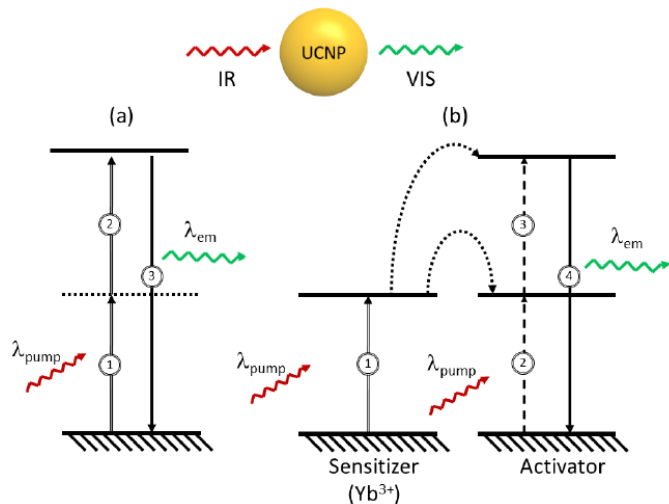 UCNP
IR
VIS
(a)
(b)
2
3
λem
3
λem
4
1
λpump
λpump
1
λpump
2
Sensitizer
(Yb³⁺)
Activator